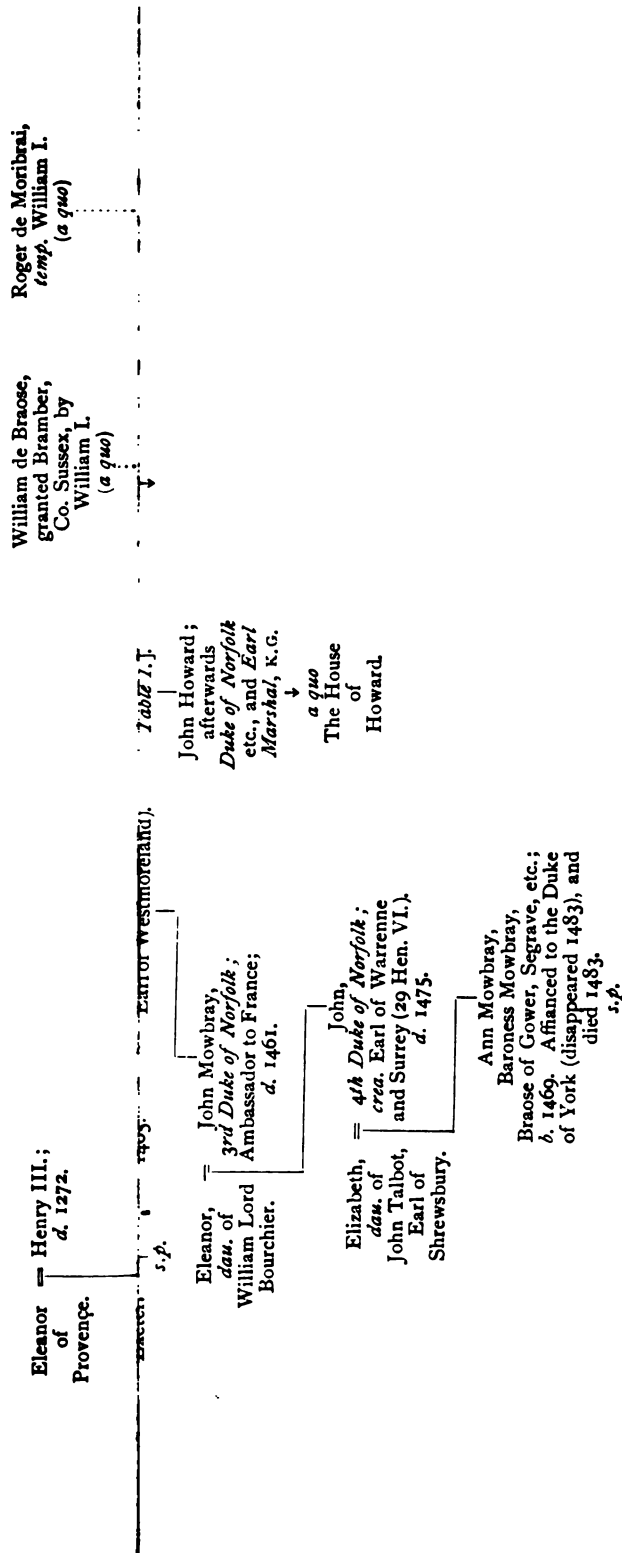 Eleanor
of
Provence.
= Henry III.;
d. 1272.
William de Braose,
granted Bramber,
Co. Sussex, by
William I.
(a quo)
Roger de Moribrai,
temp. William I.
(a quo)
1405.
Earl of Westmoreland).
Table I.J.
s.p.
Eleanor,
dau. of
William Lord
Bourchier.
= John Mowbray,
3rd Duke of Norfolk;
Ambassador to France;
d. 1461.
John Howard;
afterwards
Duke of Norfolk
etc., and Earl
Marshal, K.G.
a quo
The House
of
Howard.
Elizabeth,
dau. of
John Talbot,
Earl of
Shrewsbury.
= John,
4th Duke of Norfolk;
crea. Earl of Warrenne
and Surrey (29 Hen. VI.).
d. 1475.
Ann Mowbray,
Baroness Mowbray,
Braose of Gower, Segrave, etc.;
b. 1469. Affianced to the Duke
of York (disappeared 1483), and
died 1483.
s.p.